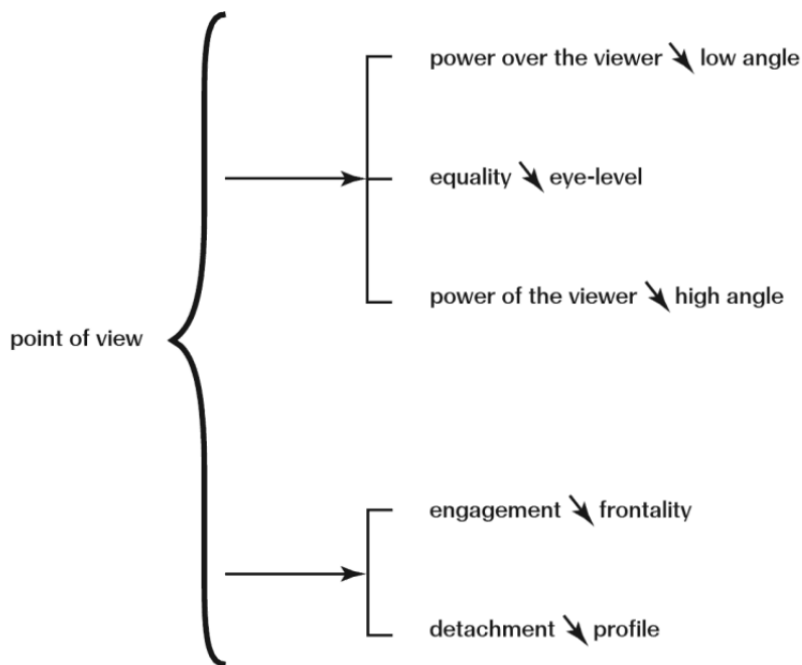 power over the viewer ↘ low angle
equality ↘ eye-level
power of the viewer ↘ high angle
point of view
engagement ↘ frontality
detachment ↘ profile